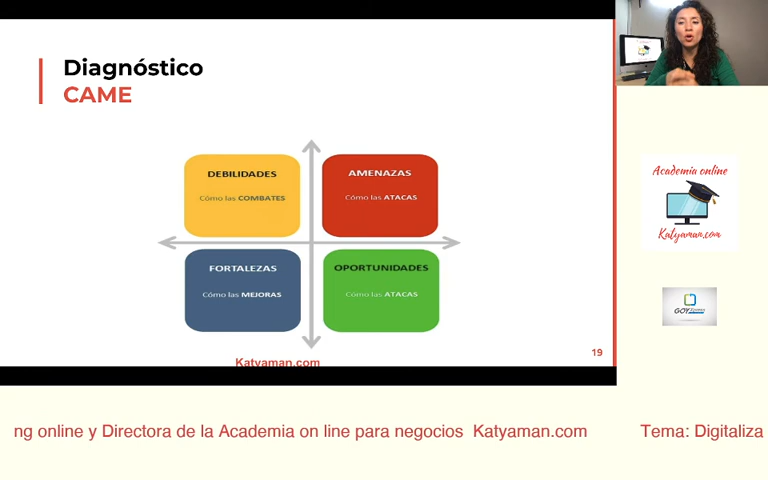 Diagnóstico
CAME
DEBILIDADES
Cómo las COMBATES
AMENAZAS
Cómo las ATACAS
FORTALEZAS
Cómo las MEJORAS
OPORTUNIDADES
Cómo las ATACAS
19
Katyaman.com
Academia online
Katyaman.com
ng online y Directora de la Academia on line para negocios Katyaman.com
Tema: Digitaliza